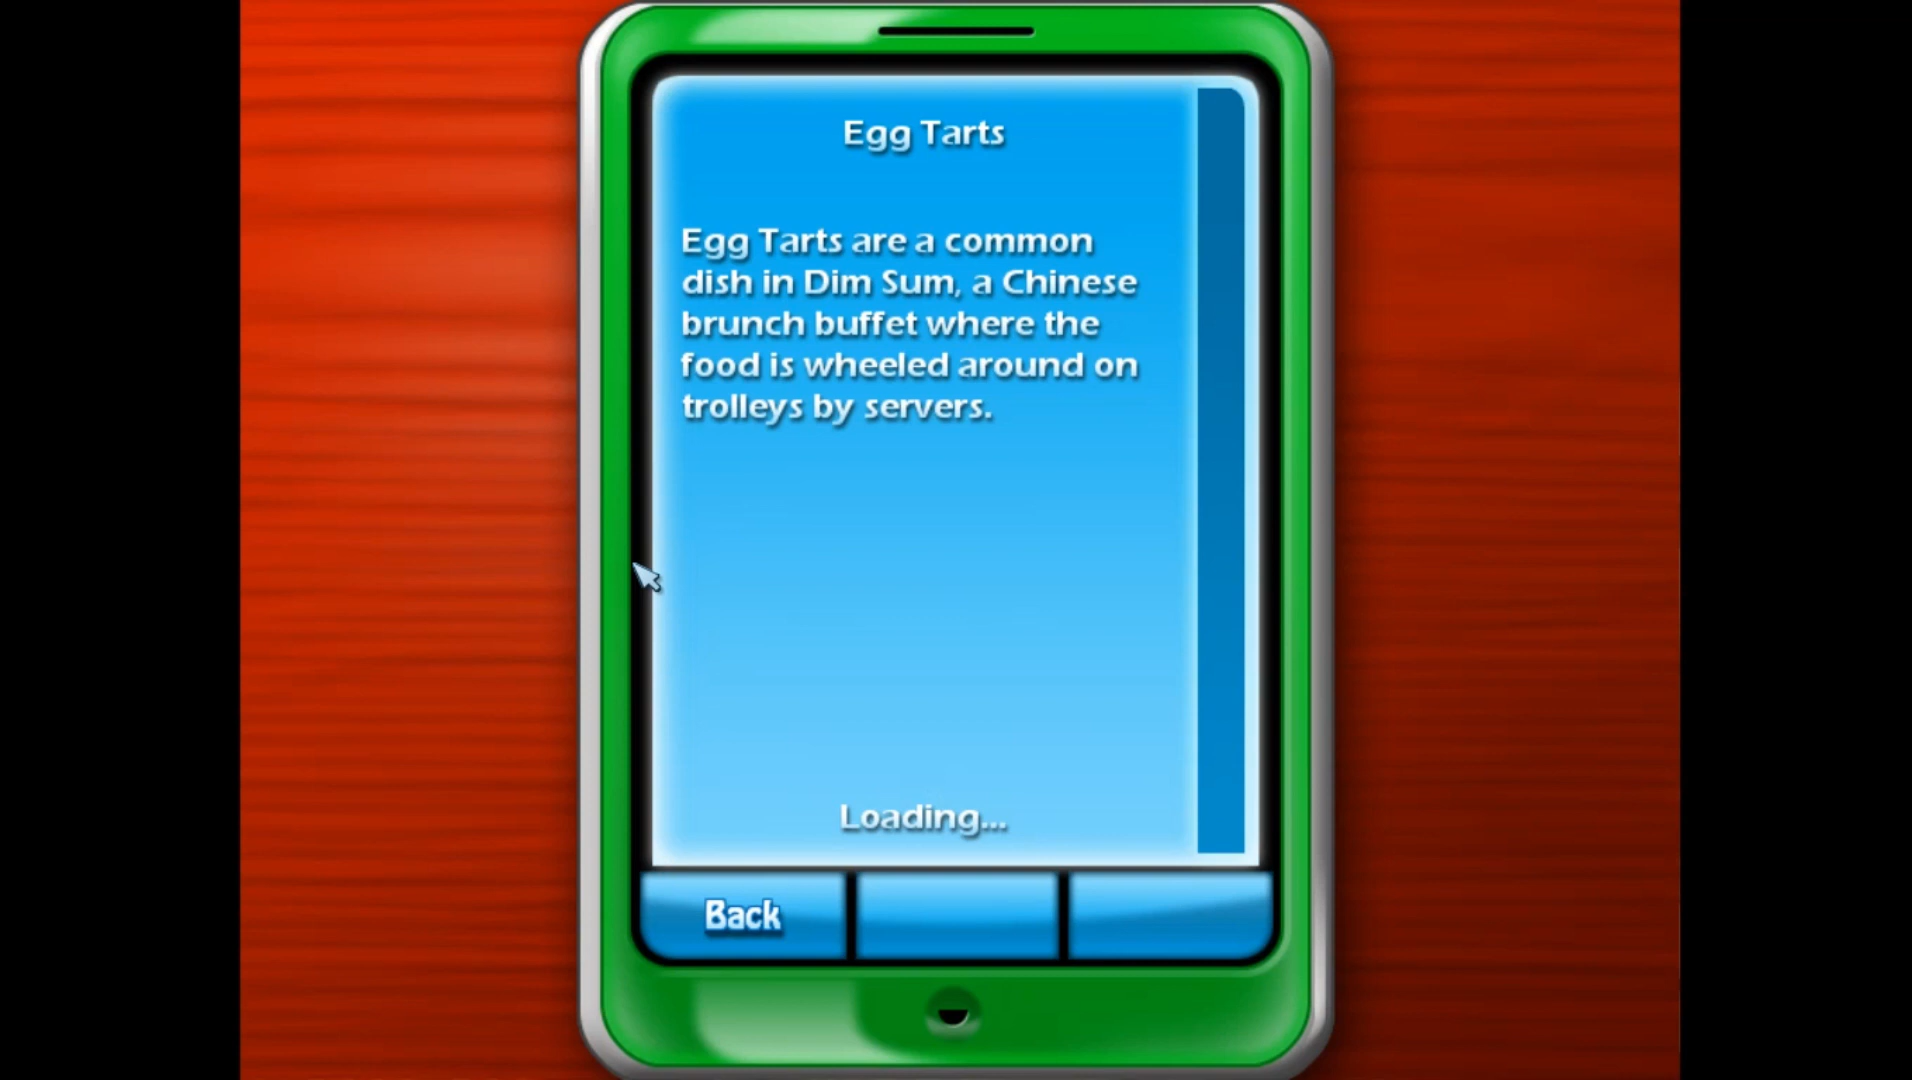 Egg Tarts
Egg Tarts are a common
dish in Dim Sum, a Chinese
brunch buffet where the
food is wheeled around on
trolleys by servers.
Loading...
Back